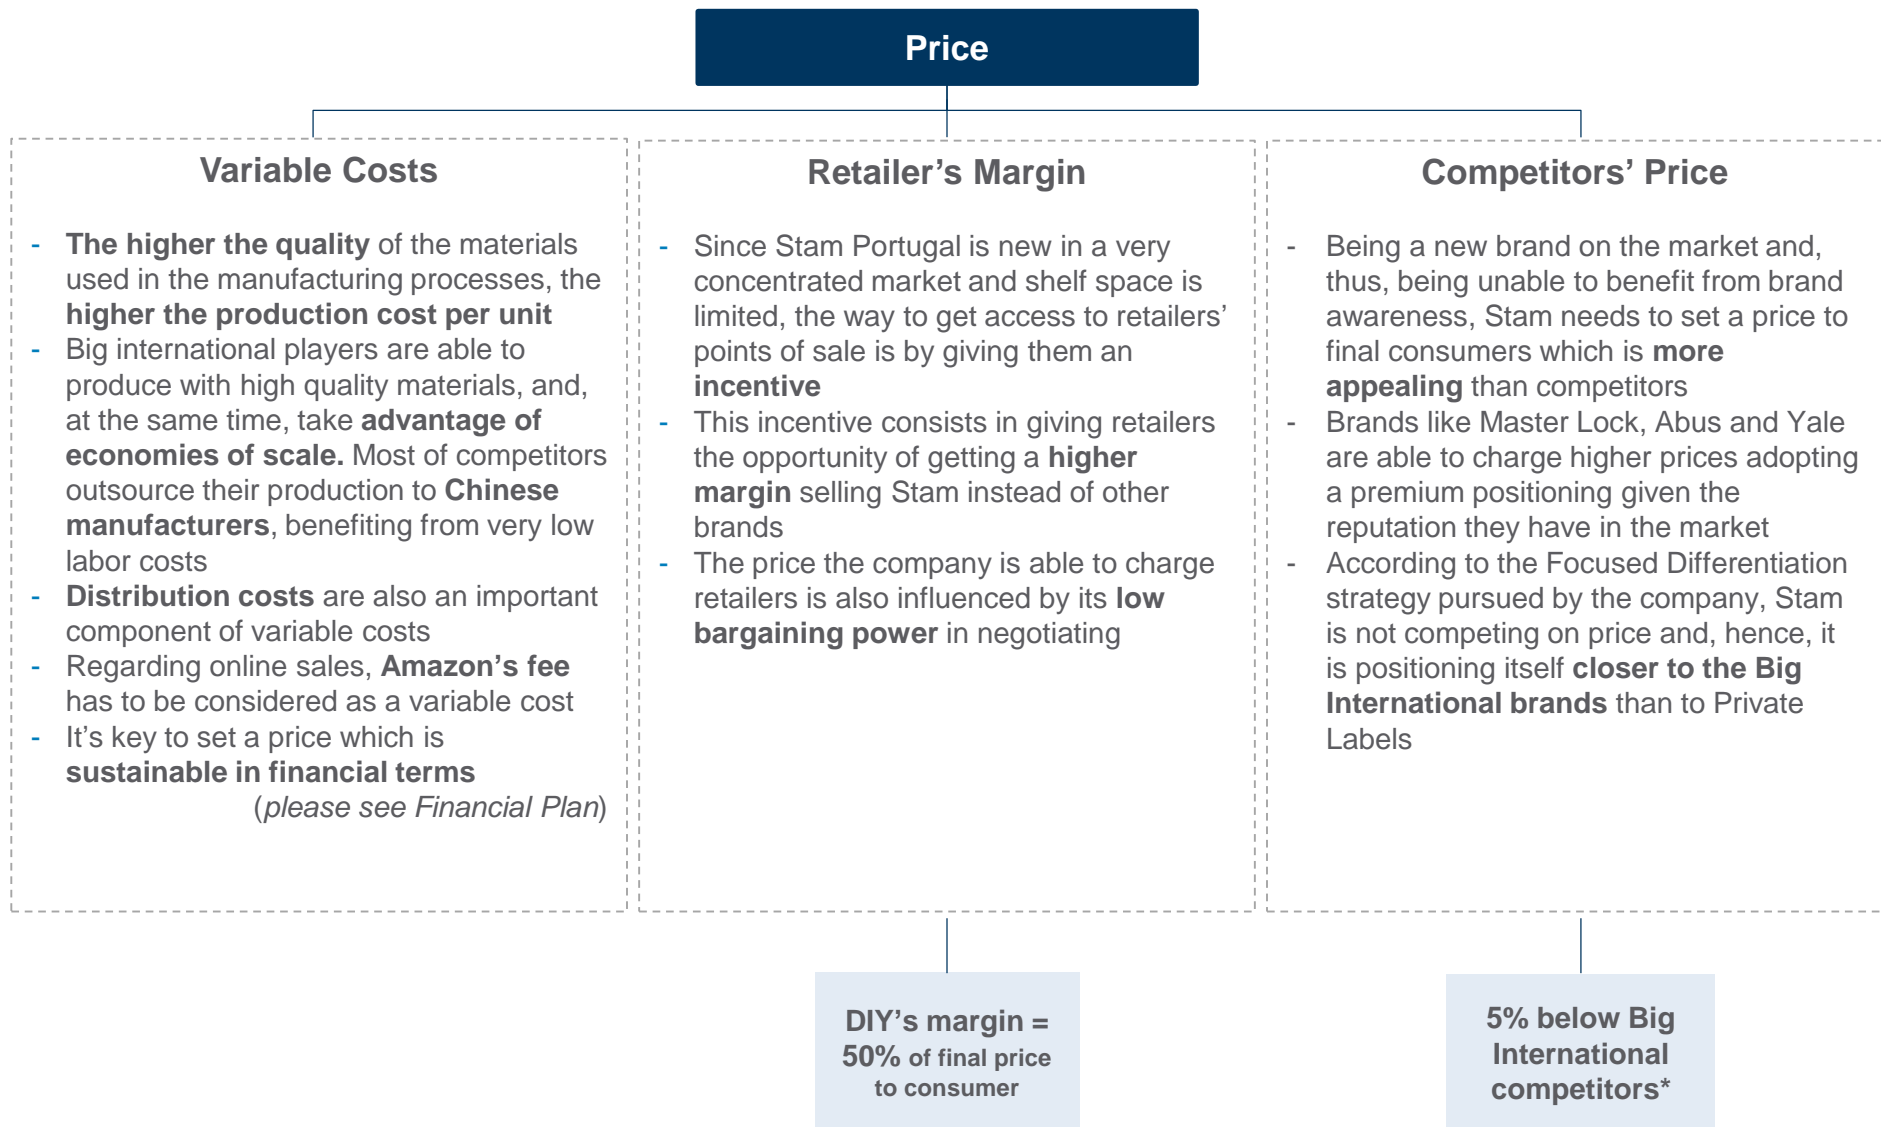 Price
Variable Costs
- The higher the quality of the materials
used in the manufacturing processes, the
higher the production cost per unit
- Big international players are able to
produce with high quality materials, and,
at the same time, take advantage of
economies of scale. Most of competitors
outsource their production to Chinese
manufacturers, benefiting from very low
labor costs
- Distribution costs are also an important
component of variable costs
- Regarding online sales, Amazon's fee
has to be considered as a variable cost
- It's key to set a price which is
sustainable in financial terms
(please see Financial Plan)
Retailer's Margin
- Since Stam Portugal is new in a very
concentrated market and shelf space is
limited, the way to get access to retailers'
points of sale is by giving them an
incentive
- This incentive consists in giving retailers
the opportunity of getting a higher
margin selling Stam instead of other
brands
- The price the company is able to charge
retailers is also influenced by its low
bargaining power in negotiating
DIY's margin =
50% of final price
to consumer
Competitors' Price
- Being a new brand on the market and,
thus, being unable to benefit from brand
awareness, Stam needs to set a price to
final consumers which is more
appealing than competitors
- Brands like Master Lock, Abus and Yale
are able to charge higher prices adopting
a premium positioning given the
reputation they have in the market
- According to the Focused Differentiation
strategy pursued by the company, Stam
is not competing on price and, hence, it
is positioning itself closer to the Big
International brands than to Private
Labels
5% below Big
International
competitors*